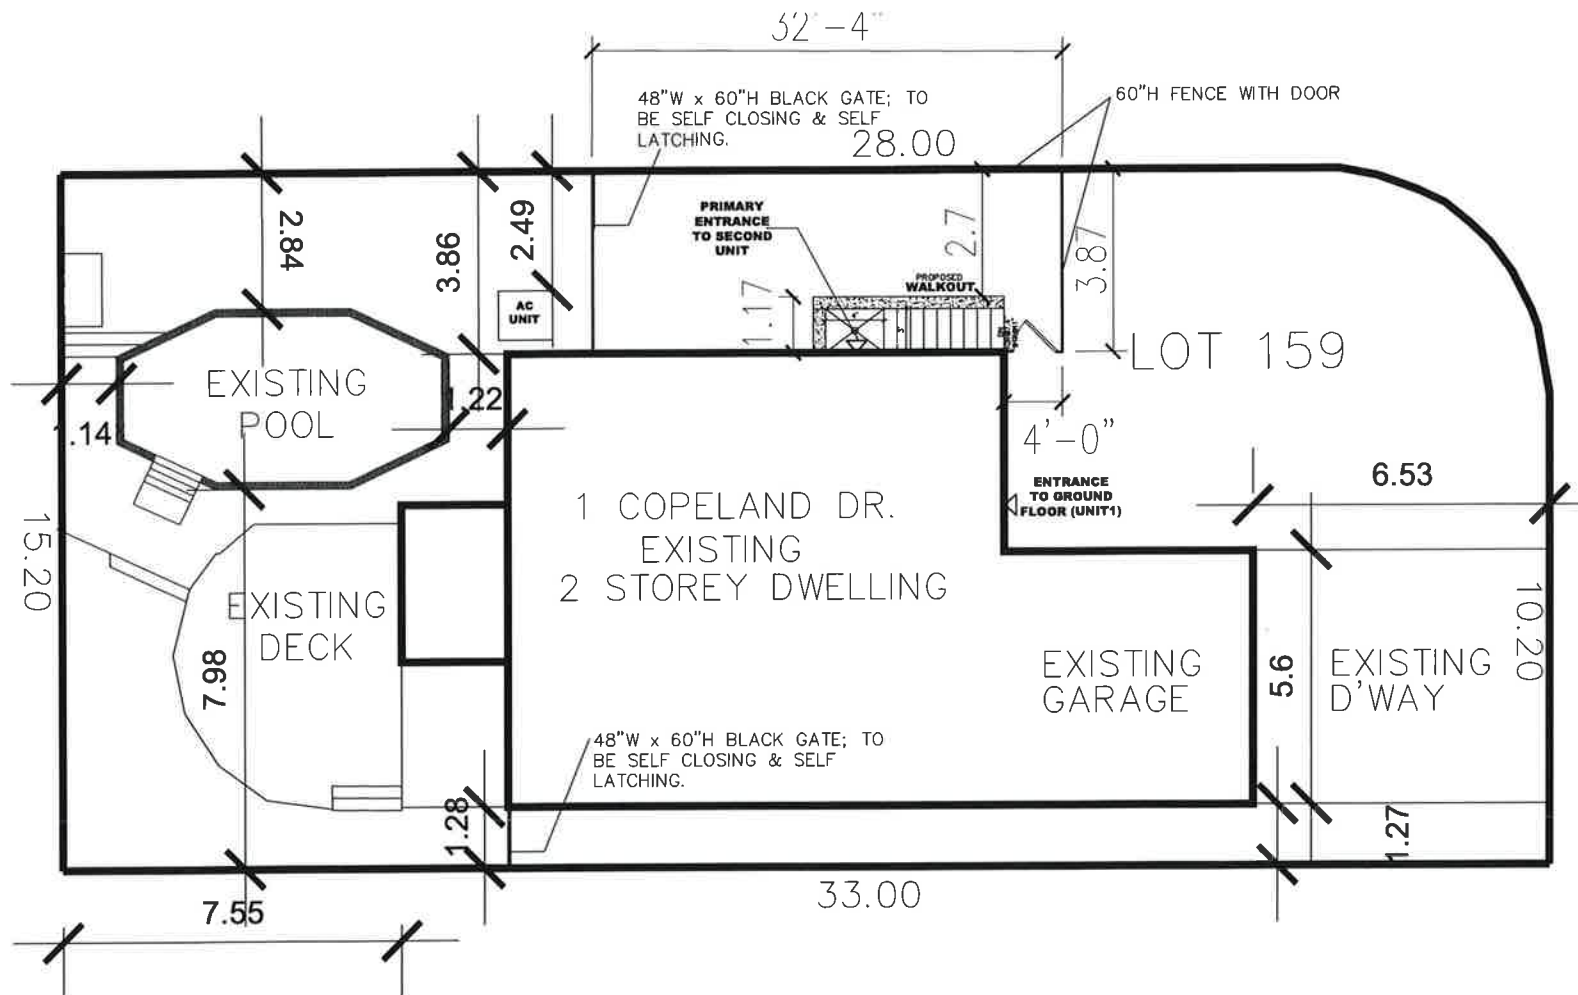 32'-4"
48"W x 60"H BLACK GATE; TO
BE SELF CLOSING & SELF
LATCHING.
60"H FENCE WITH DOOR
28.00
2.84
3.86
2.49
PRIMARY
ENTRANCE
TO SECOND
UNIT
2.7
3.87
PROPOSED
WALKOUT
AC
UNIT
1.17
LOT 159
EXISTING
POOL
1.22
.14
4'-0"
6.53
ENTRANCE
TO GROUND
FLOOR (UNIT1)
1 COPELAND DR.
EXISTING
2 STOREY DWELLING
15.20
EXISTING
DECK
7.98
10.20
EXISTING
GARAGE
5.6
EXISTING
D'WAY
48"W x 60"H BLACK GATE; TO
BE SELF CLOSING & SELF
LATCHING.
1.28
1.27
33.00
7.55